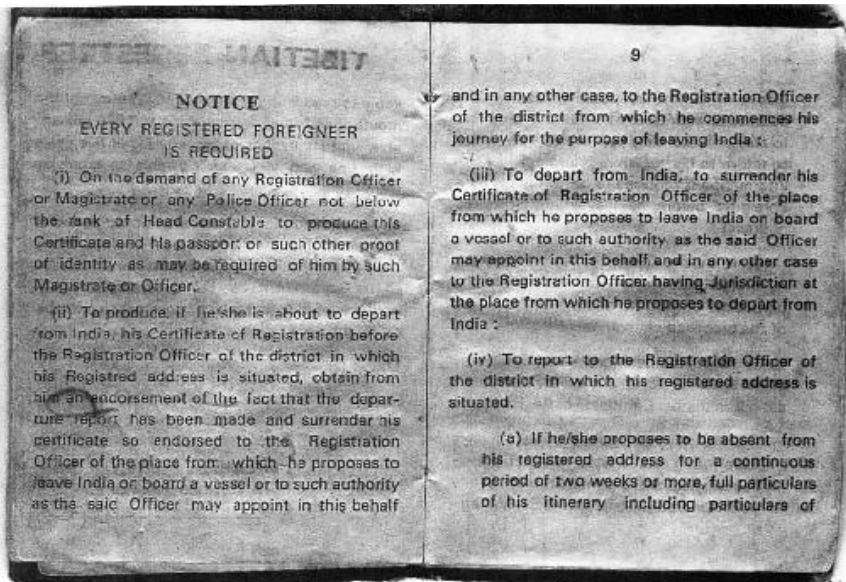 NOTICE
EVERY REGISTERED FOREIGNEER
IS REQUIRED
(i) On the demand of any Registration Officer
or Magistrate or any Police Officer not below
the rank of Head Constable to produce this
Certificate and his passport or such other proof
of identity as may be required of him by such
Magistrate or Officer.
(ii) To produce, if he/she is about to depart
from India, his Certificate of Registration before
the Registration Officer of the district in which
his Registred address is situated, obtain from
him an endorsement of the fact that the depar-
ture report has been made and surrender his
certificate so endorsed to the Registration
Officer of the place from which he proposes to
leave India on board a vessel or to such authority
as the said Officer may appoint in this behalf
9
and in any other case, to the Registration Officer
of the district from which he commences his
journey for the purpose of leaving India :
(iii) To depart from India, to surrender his
Certificate of Registration Officer of the place
from which he proposes to leave India on board
a vessel or to such authority as the said Officer
may appoint in this behalf and in any other case
to the Registration Officer having Jurisdiction at
the place from which he proposes to depart from
India :
(iv) To report to the Registration Officer of
the district in which his registered address is
situated.
(a) If he/she proposes to be absent from
his registered address for a continuous
period of two weeks or more, full particulars
of his itinerary including particulars of